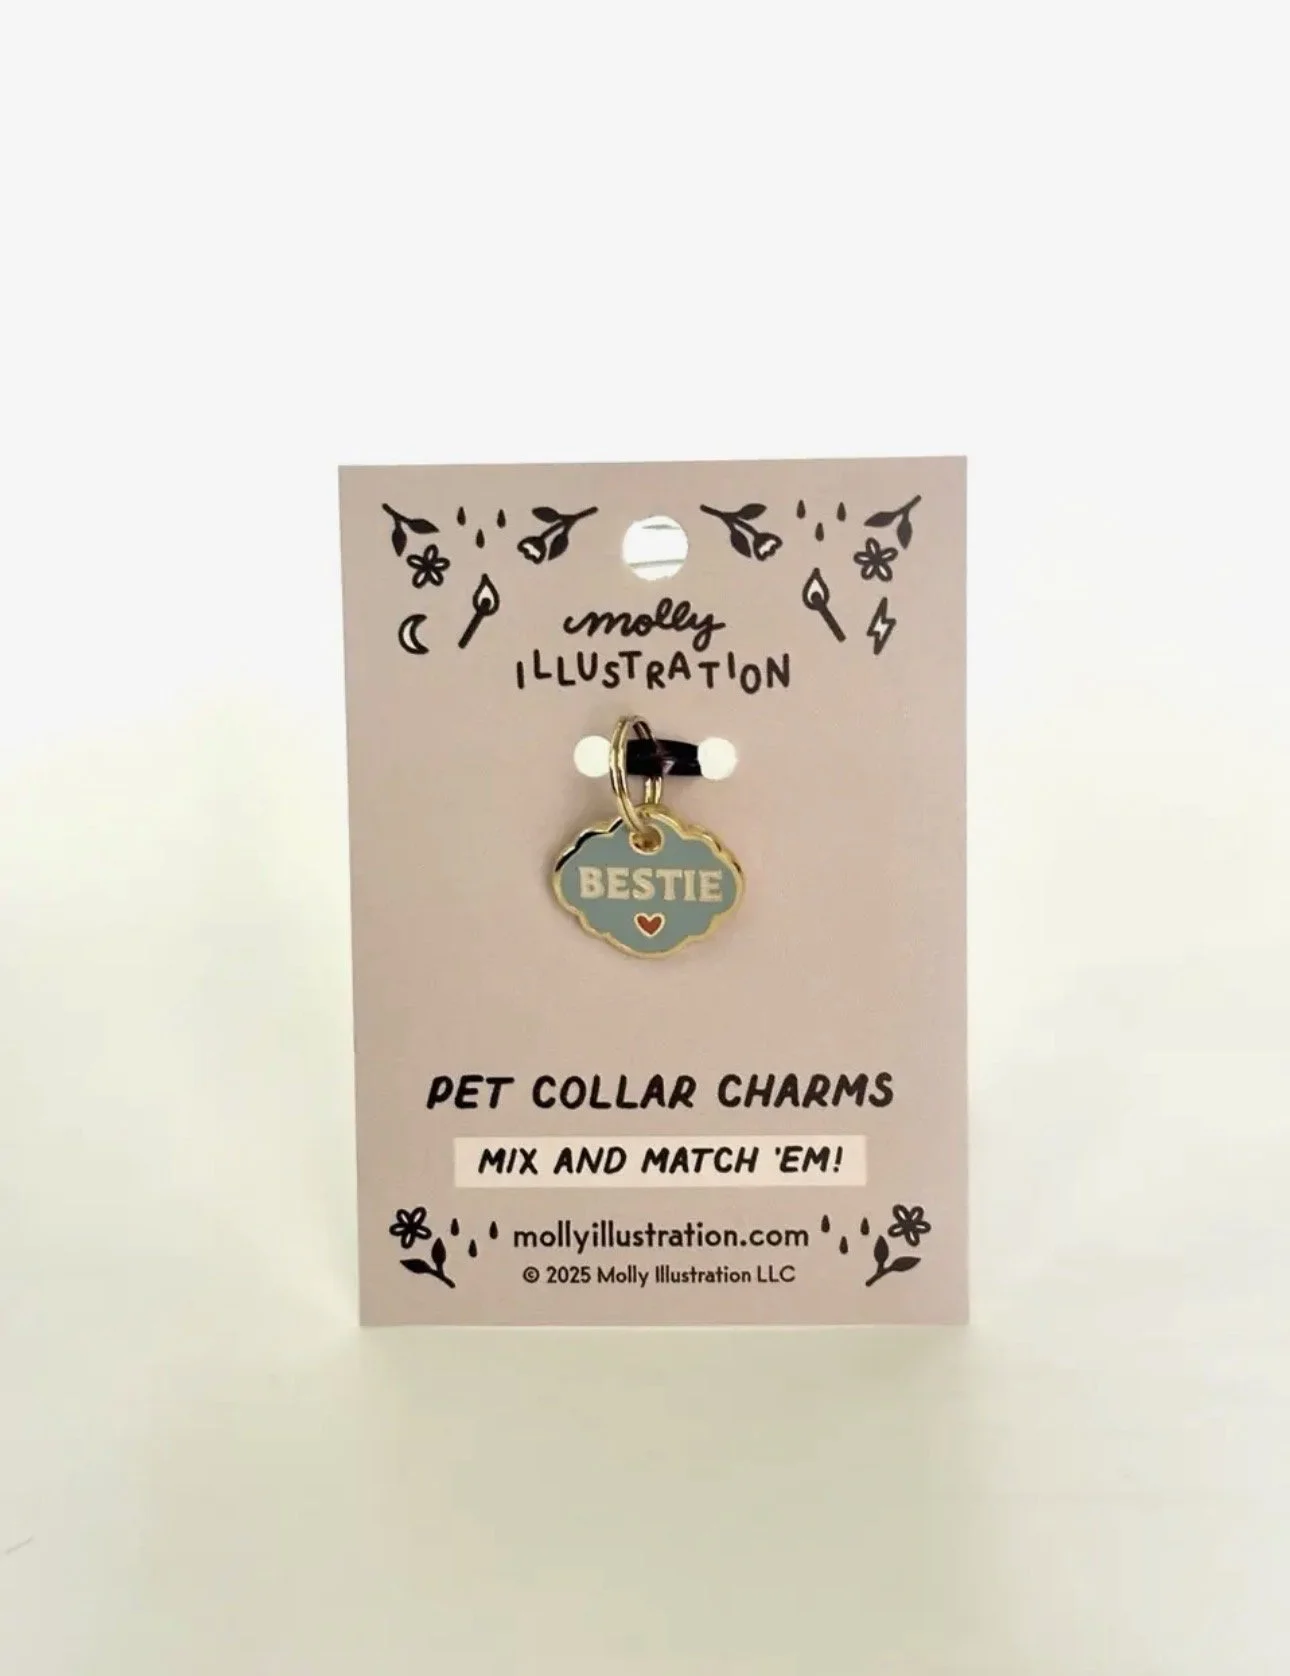 molly
ILLUSTRATION
BESTIE
PET COLLAR CHARMS
MIX AND MATCH 'EM!
mollyillustration.com
© 2025 Molly Illustration LLC